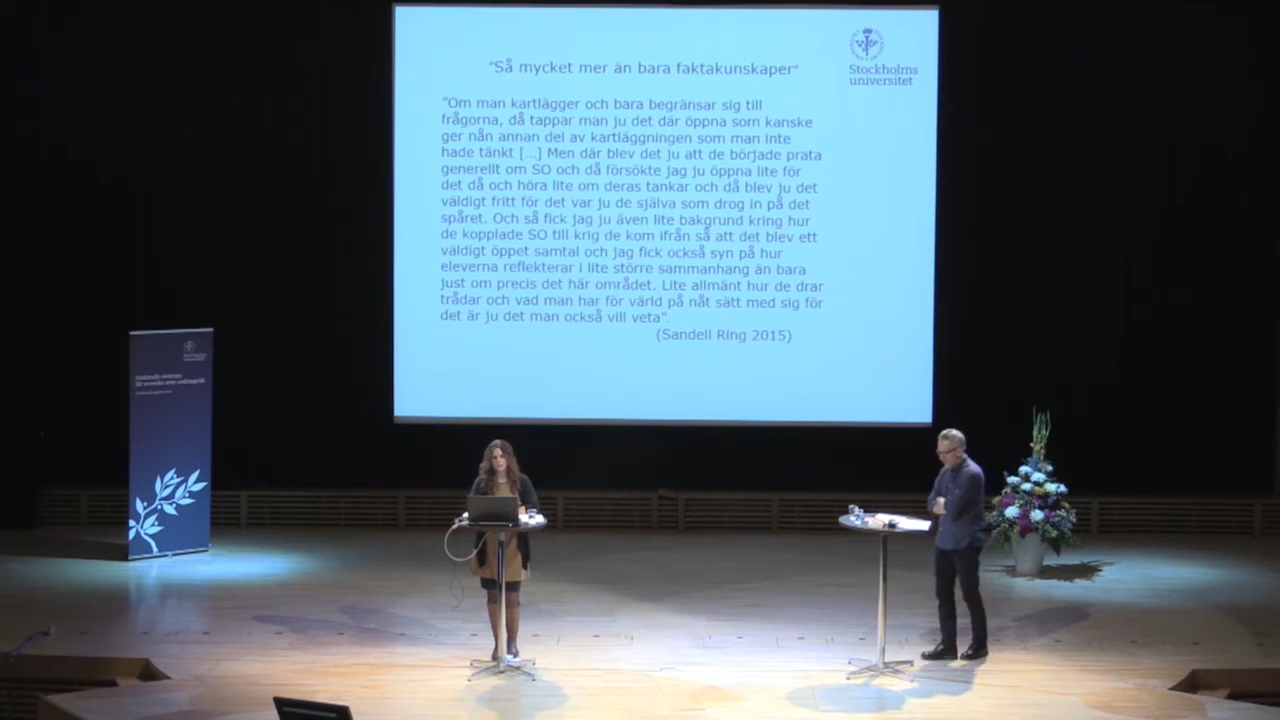 "Så mycket mer än bara faktakunskaper"
Stockholms
universitet
"Om man kartlägger och bara begränsar sig till
frågorna, då tappar man ju det där öppna som kanske
ger nån annan del av kartläggningen som man inte
hade tänkt [...] Men där blev det ju att de började prata
generellt om SO och då försökte jag ju öppna lite för
det då och höra lite om deras tankar och då blev ju det
väldigt fritt för det var ju de själva som drog in på det
spåret. Och så fick jag ju även lite bakgrund kring hur
de kopplade SO till krig de kom ifrån så att det blev ett
väldigt öppet samtal och jag fick också syn på hur
eleverna reflekterar i lite större sammanhang än bara
just om precis det här området. Lite allmänt hur de drar
trådar och vad man har för värld på nåt sätt med sig för
det är ju det man också vill veta".
(Sandell Ring 2015)
Stockholms
universitet
Nationellt centrum
för svenska som andraspråk